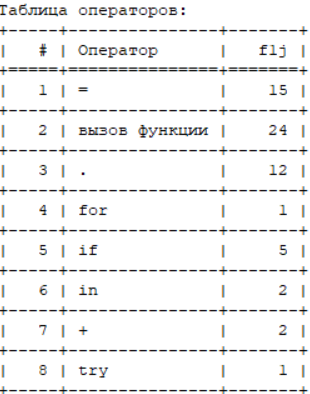 Таблица операторов:
+-----+---------------+-------+
|   # | Оператор      |   f1j |
+=====+===============+=======+
|   1 | =             |    15 |
+-----+---------------+-------+
|   2 | вызов функции |    24 |
+-----+---------------+-------+
|   3 | .             |    12 |
+-----+---------------+-------+
|   4 | for           |     1 |
+-----+---------------+-------+
|   5 | if            |     5 |
+-----+---------------+-------+
|   6 | in            |     2 |
+-----+---------------+-------+
|   7 | +             |     2 |
+-----+---------------+-------+
|   8 | try           |     1 |
+-----+---------------+-------+